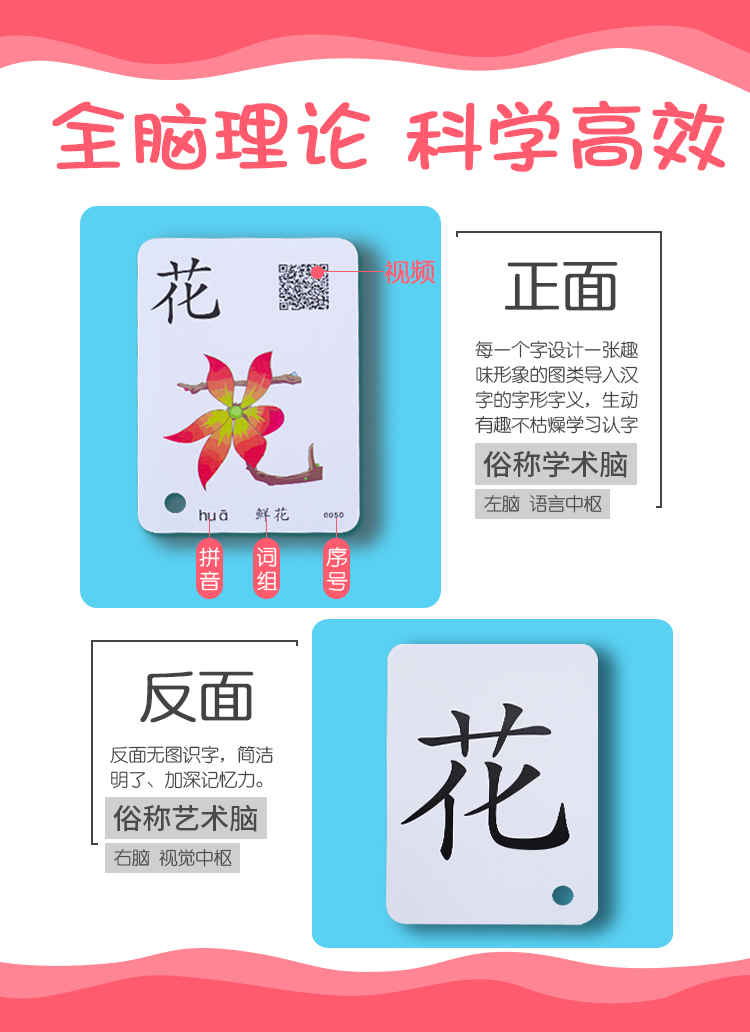 全脑理论 科学高效
花
视频
huā
鲜花
0050
拼音
词组
序号
正面
每一个字设计一张趣
味形象的图类导入汉
字的字形字义，生动
有趣不枯燥学习认字
俗称学术脑
左脑 语言中枢
反面
反面无图识字，简洁
明了、加深记忆力。
俗称艺术脑
右脑 视觉中枢
花